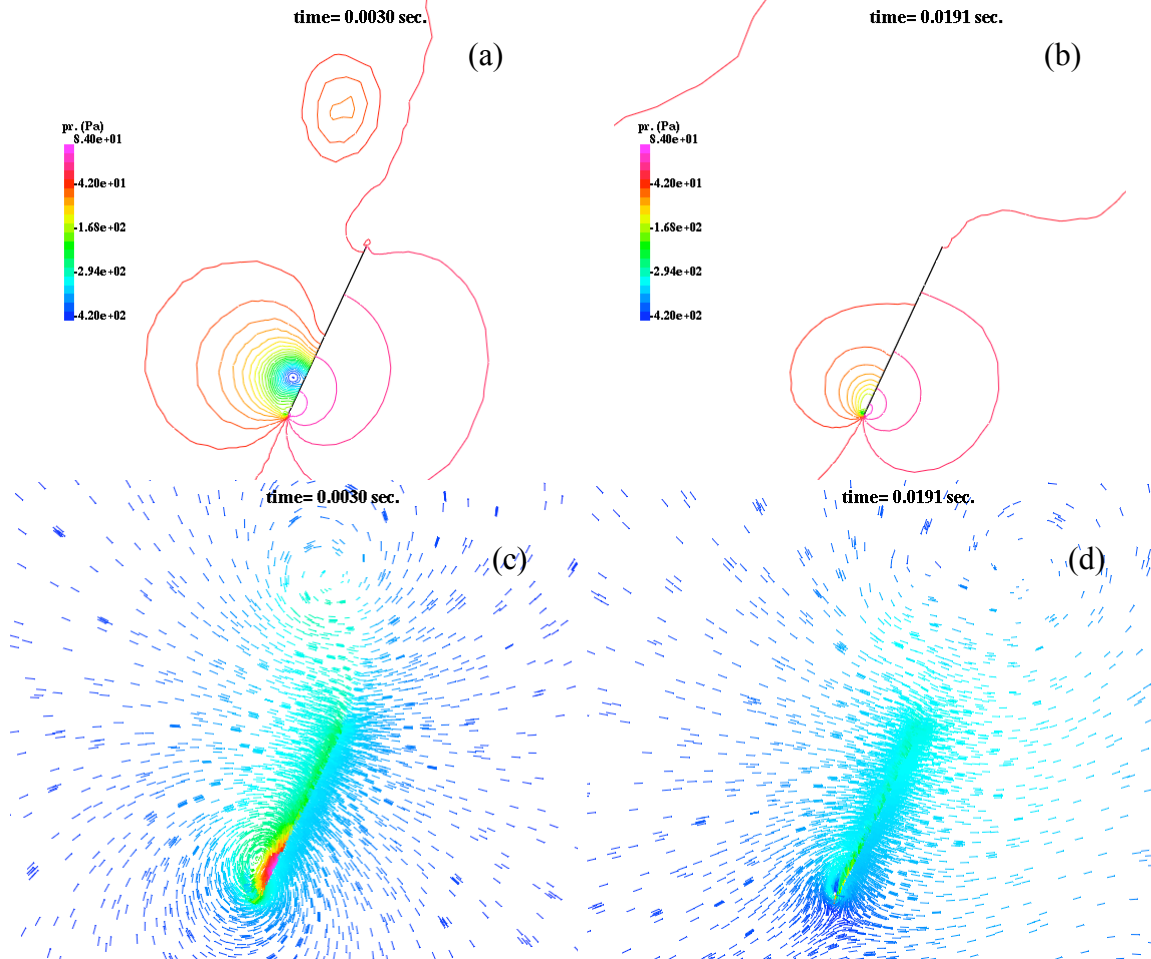 time= 0.0030 sec.
(a)
pr. (Pa)
8.40e+01
-4.20e+01
-1.68e+02
-2.94e+02
-4.20e+02
time= 0.0191 sec.
(b)
pr. (Pa)
8.40e+01
-4.20e+01
-1.68e+02
-2.94e+02
-4.20e+02
time= 0.0030 sec.
(c)
time= 0.0191 sec.
(d)